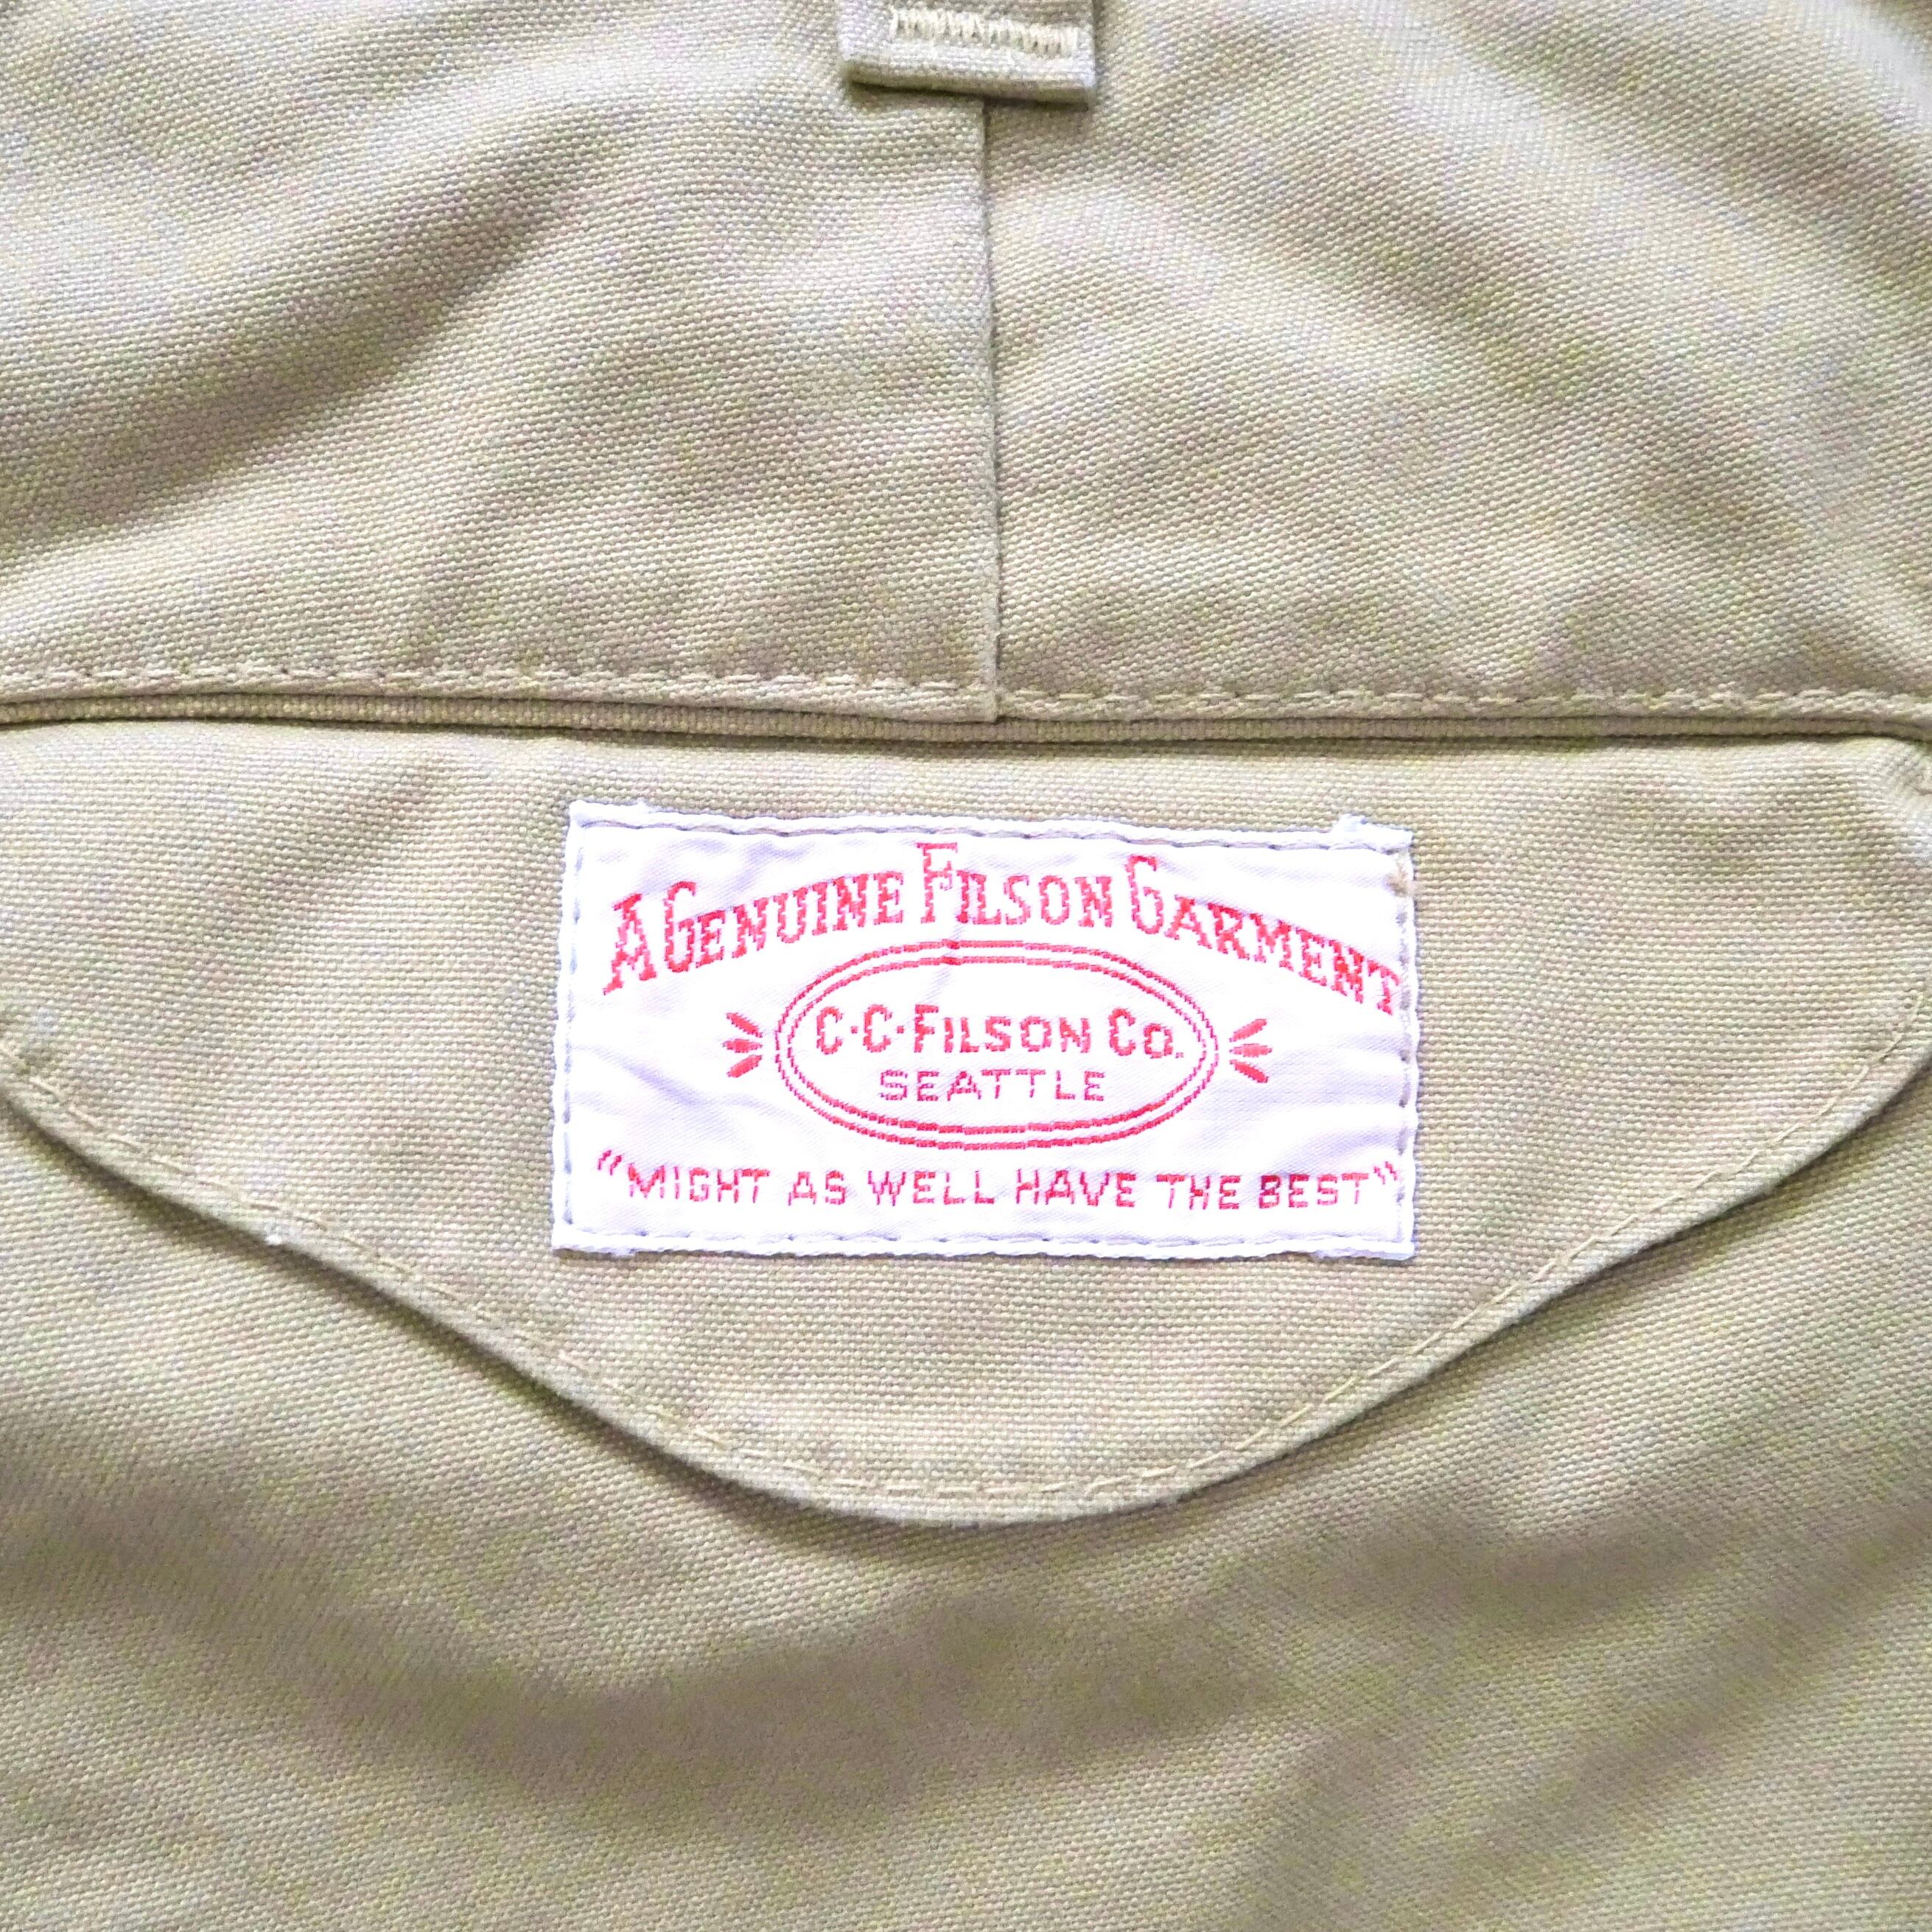 A GENUINE FILSON GARMENT
C·C·FILSON CO.
SEATTLE
"MIGHT AS WELL HAVE THE BEST"